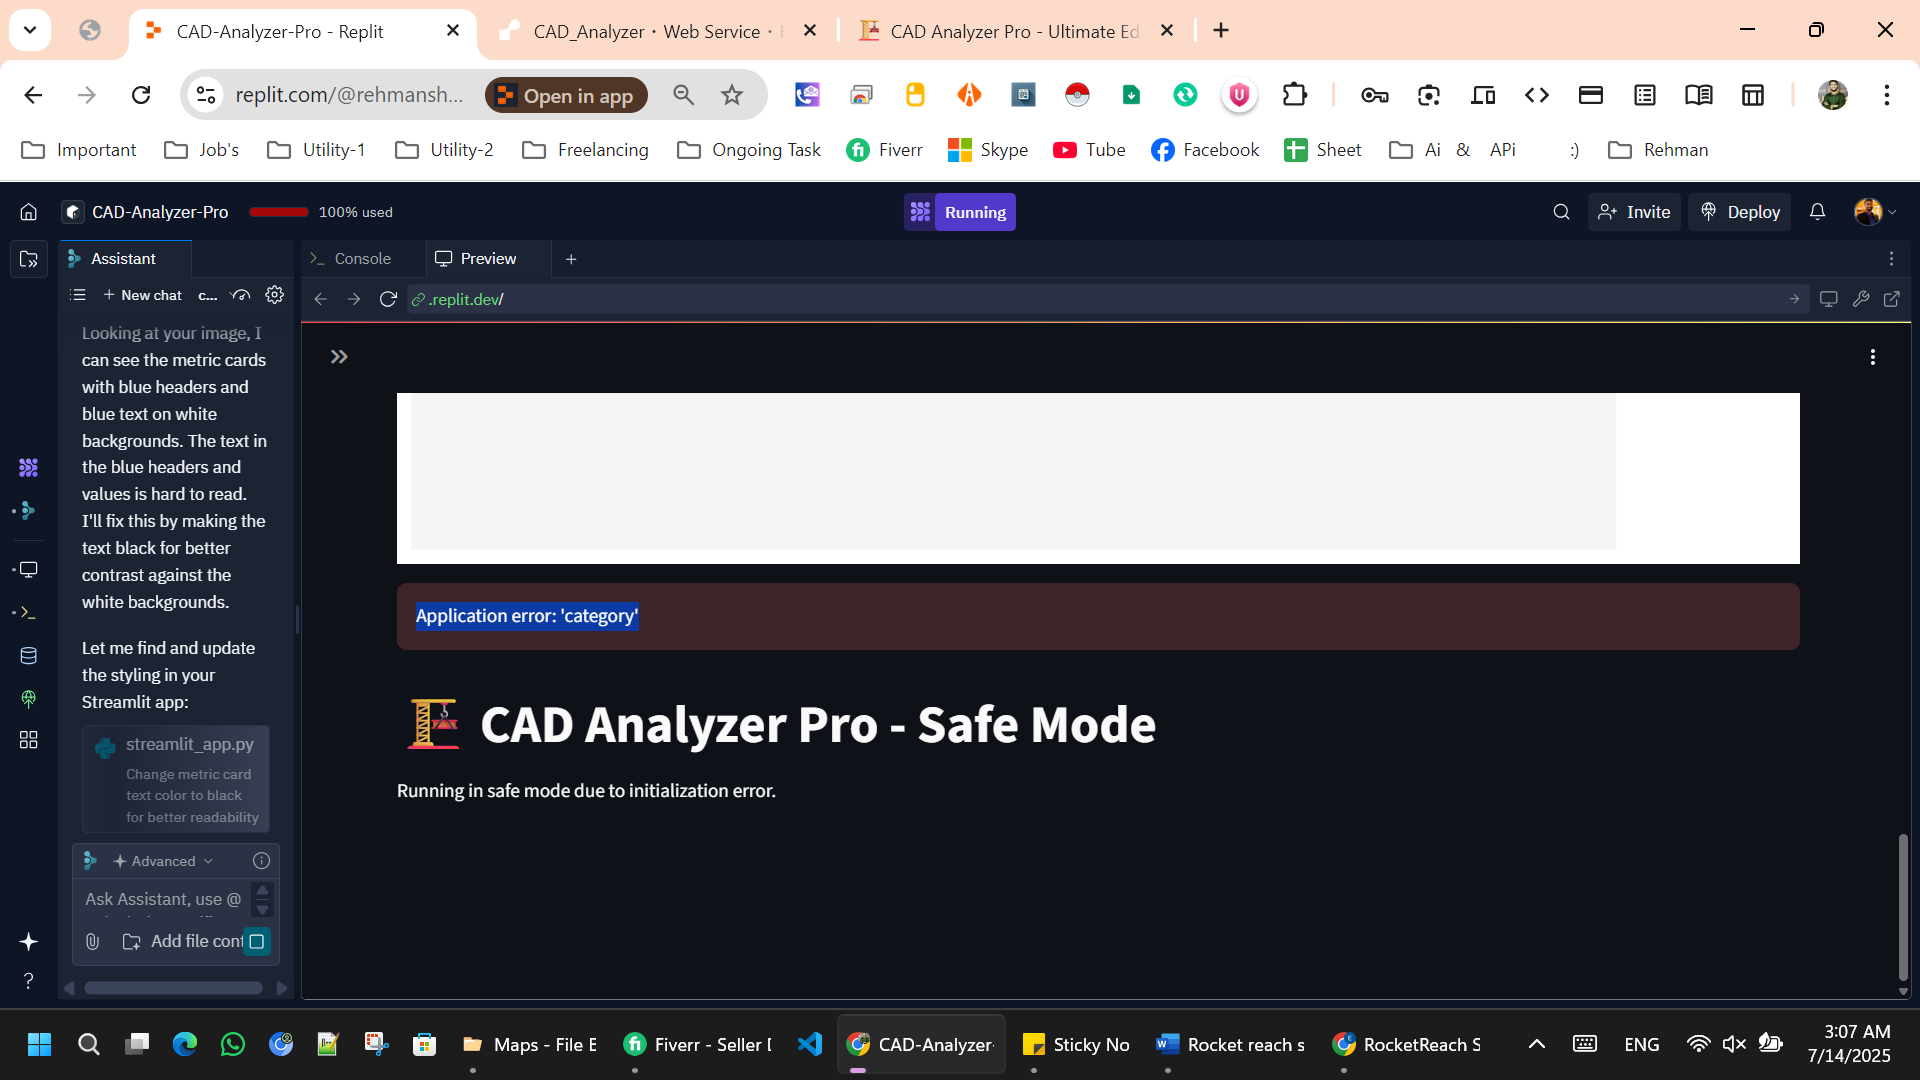 CAD-Analyzer-Pro - Replit
CAD_Analyzer · Web Service ·
CAD Analyzer Pro - Ultimate Ed
replit.com/@rehmansh...
Open in app
Important
Job's
Utility-1
Utility-2
Freelancing
Ongoing Task
Fiverr
Skype
Tube
Facebook
Sheet
Ai & APi
:)
Rehman
CAD-Analyzer-Pro
100% used
Running
Invite
Deploy
Assistant
Console
Preview
New chat
c...
.replit.dev/
Looking at your image, I
can see the metric cards
with blue headers and
blue text on white
backgrounds. The text in
the blue headers and
values is hard to read.
I'll fix this by making the
text black for better
contrast against the
white backgrounds.
Let me find and update
the styling in your
Streamlit app:
streamlit_app.py
Change metric card
text color to black
for better readability
Advanced
Ask Assistant, use @
Add file cont
Application error: 'category'
CAD Analyzer Pro - Safe Mode
Running in safe mode due to initialization error.
Maps - File E
Fiverr - Seller D
CAD-Analyzer-
Sticky No
Rocket reach s
RocketReach S
ENG
3:07 AM
7/14/2025